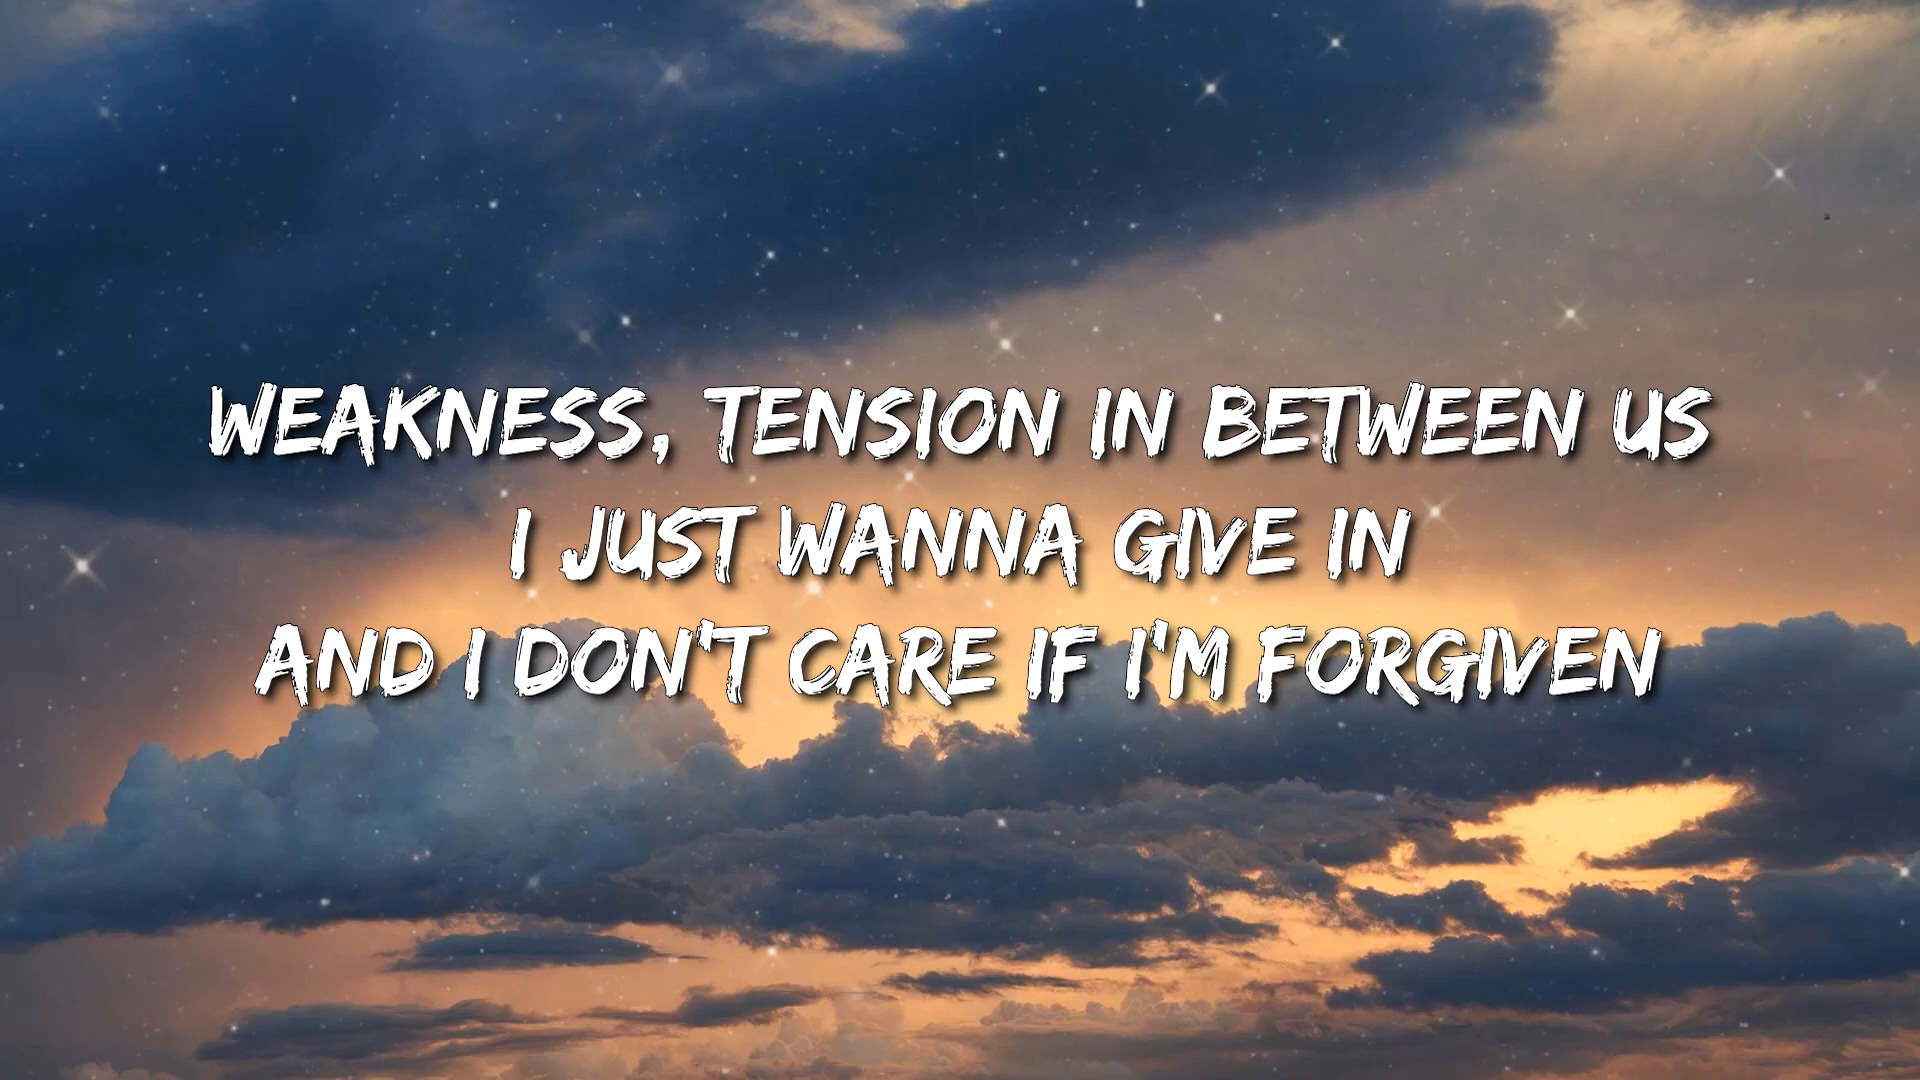 WEAKNESS, TENSION IN BETWEEN US
I JUST WANNA GIVE IN
AND I DON'T CARE IF I'M FORGIVEN